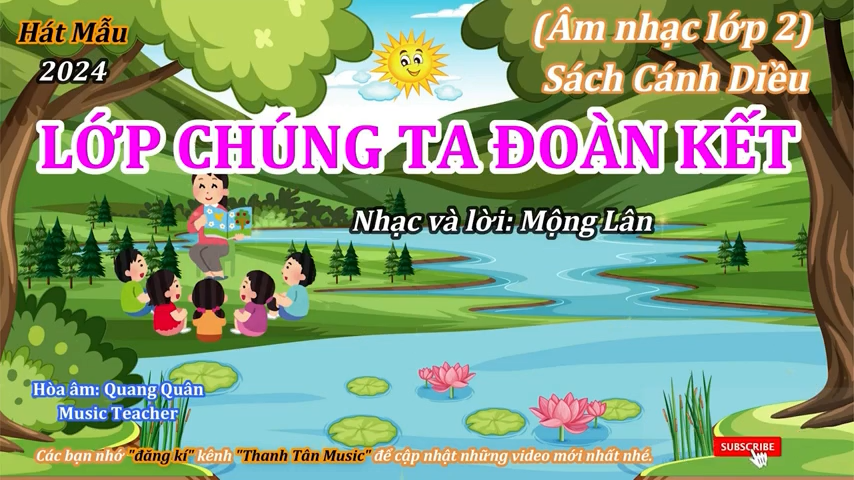 Hát Mẫu
2024
(Âm nhạc lớp 2)
Sách Cánh Diều
LỚP CHÚNG TA ĐOÀN KẾT
Nhạc và lời: Mộng Lân
Hòa âm: Quang Quân
Music Teacher
Các bạn nhớ "đăng kí" kênh "Thanh Tân Music" để cập nhật những video mới nhất nhé.
SUBSCRIBE